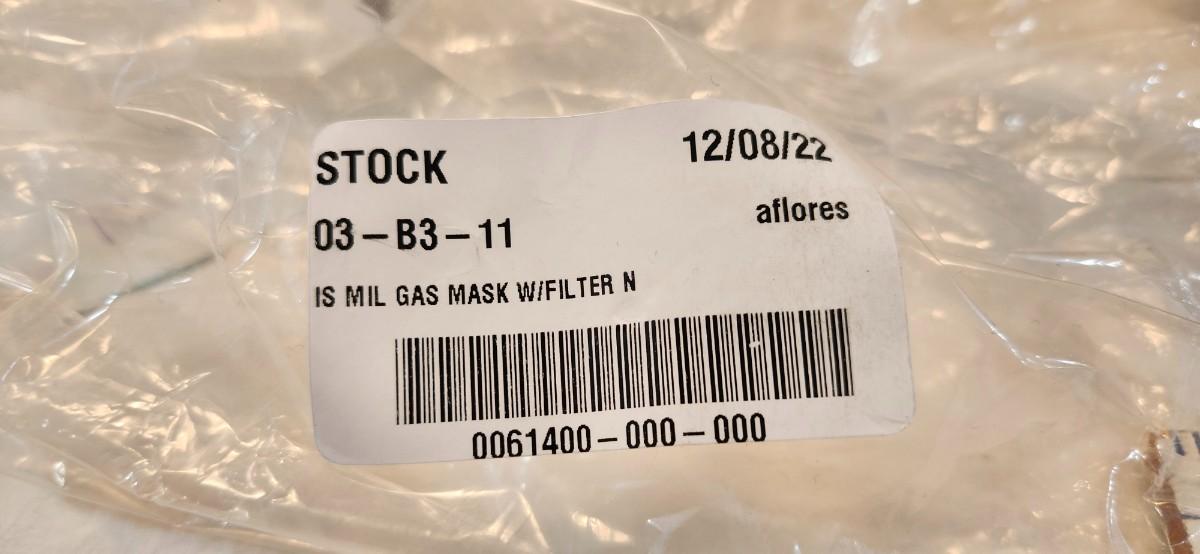 STOCK 12/08/22
03-B3-11 aflores
IS MIL GAS MASK W/FILTER N
0061400-000-000